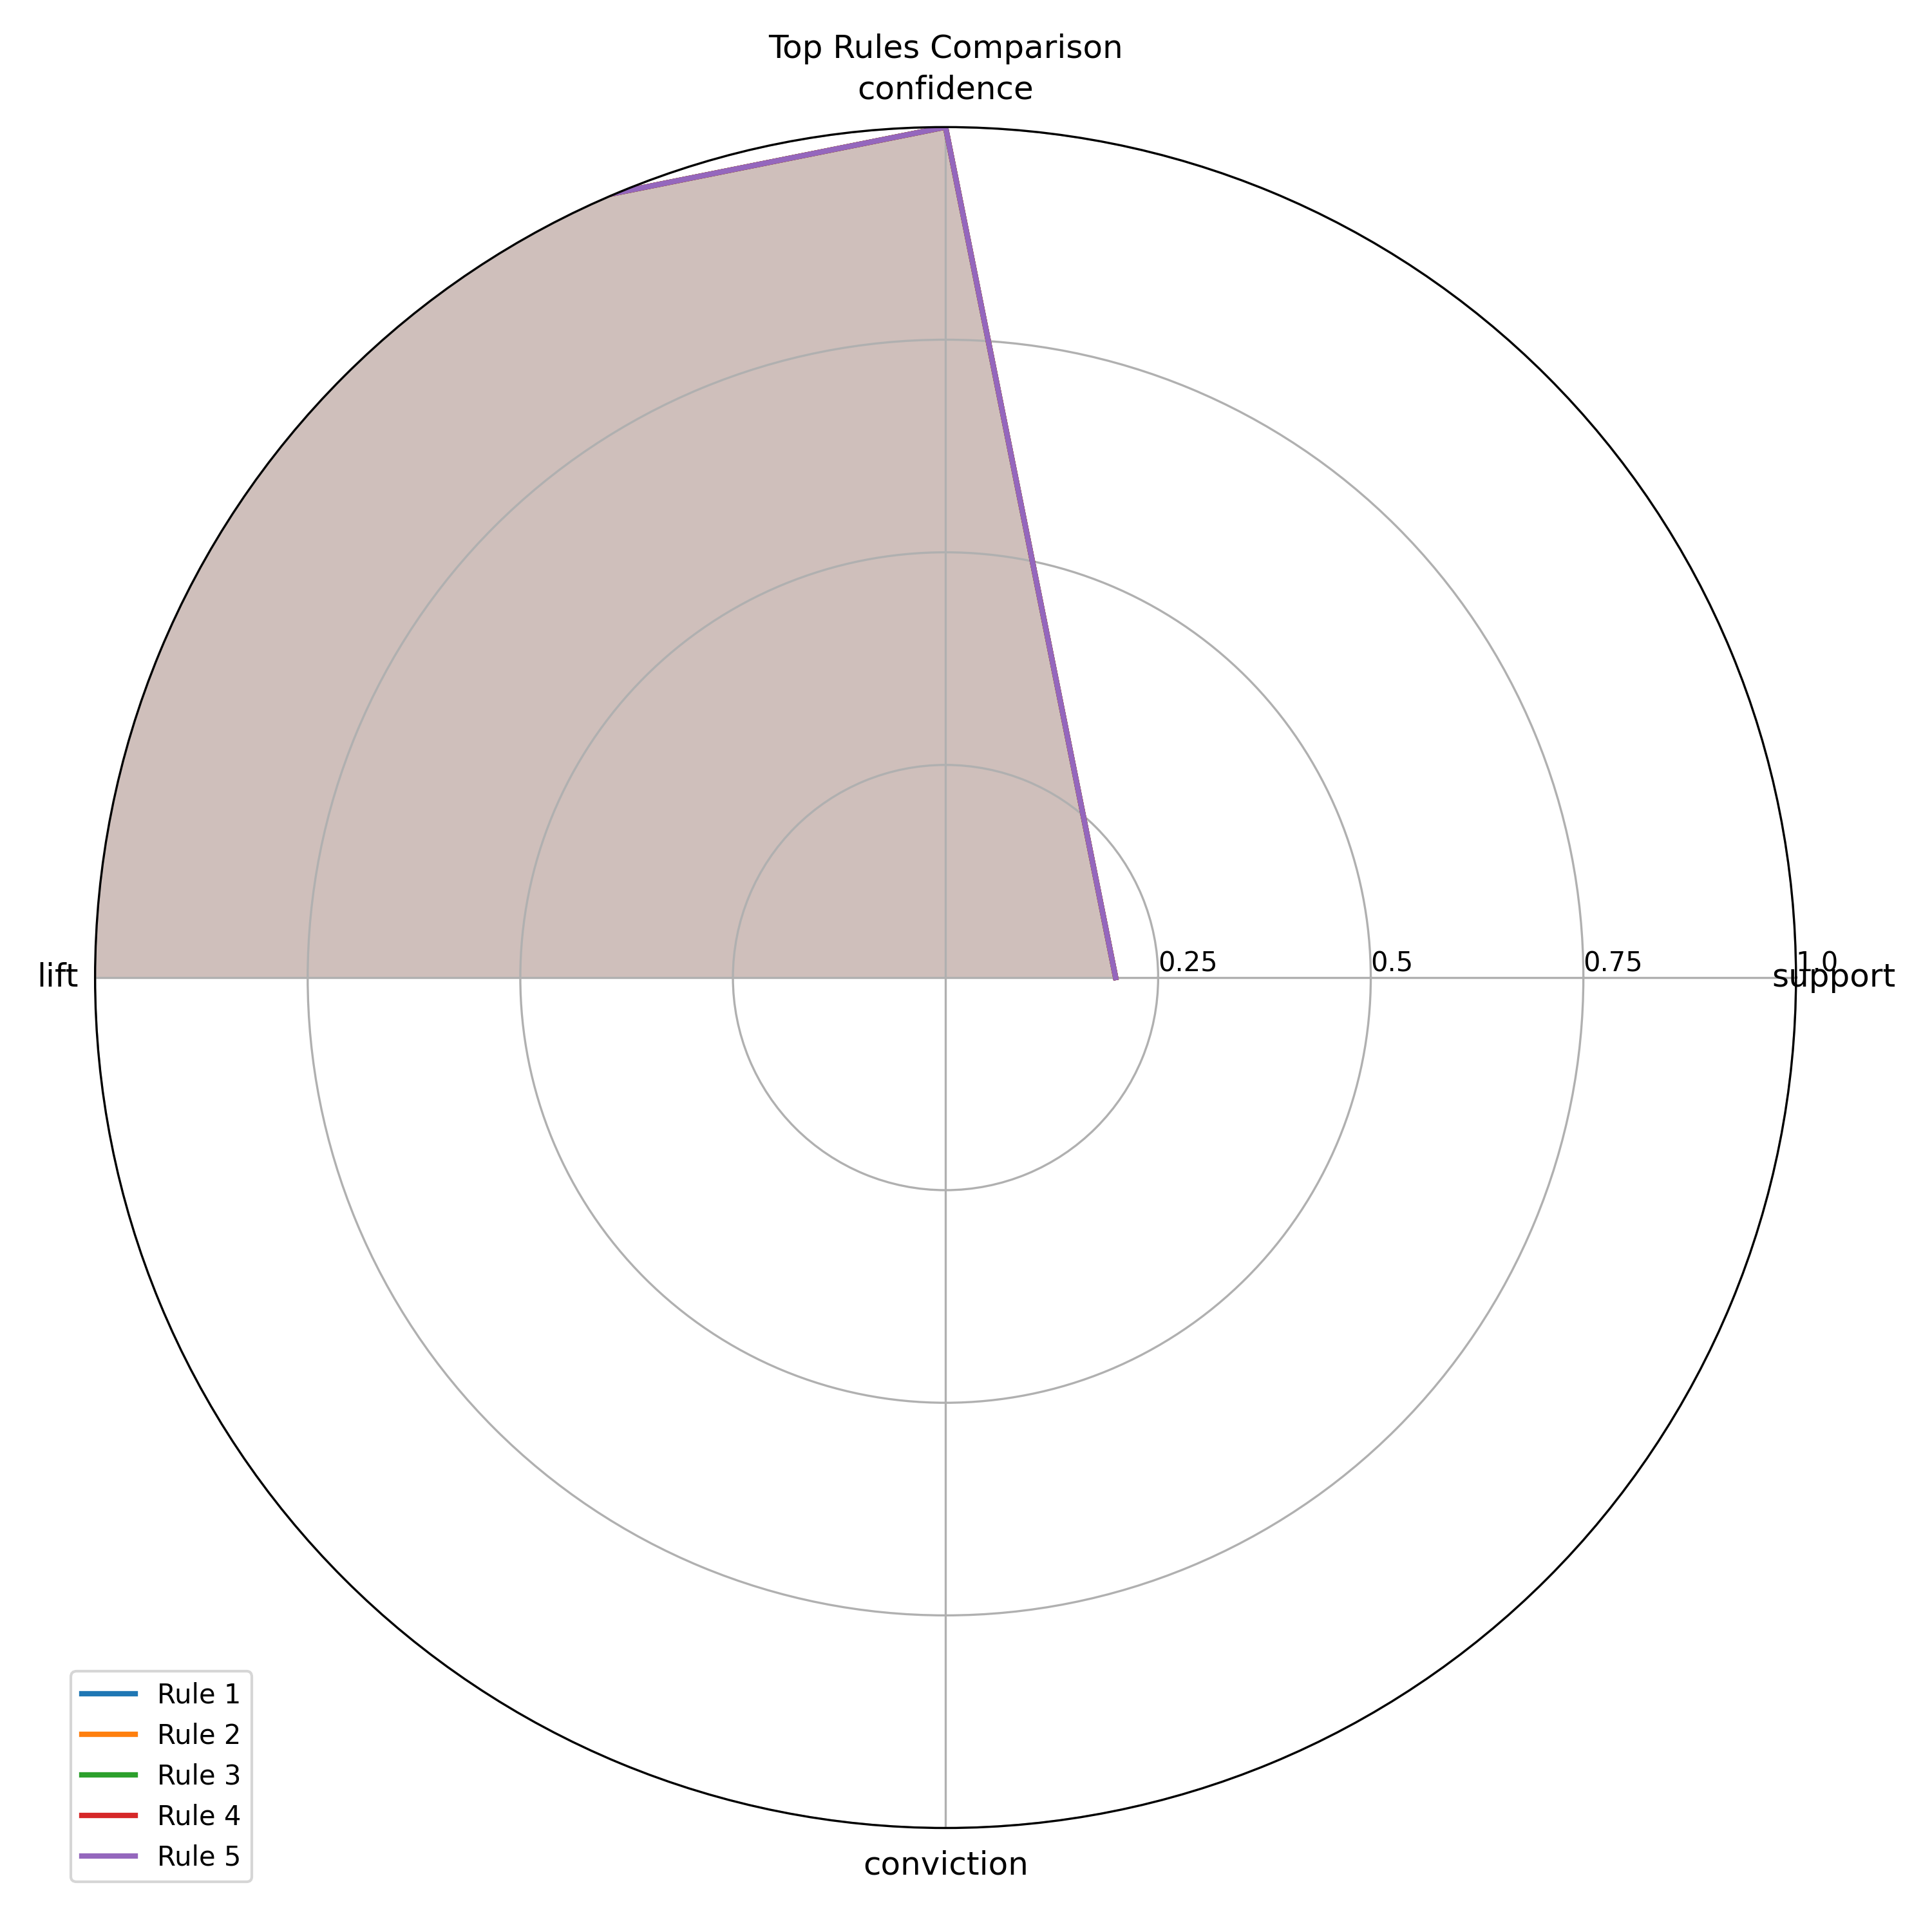 Top Rules Comparison
confidence
lift
0.25
0.5
0.75
1.0
support
conviction
Rule 1
Rule 2
Rule 3
Rule 4
Rule 5